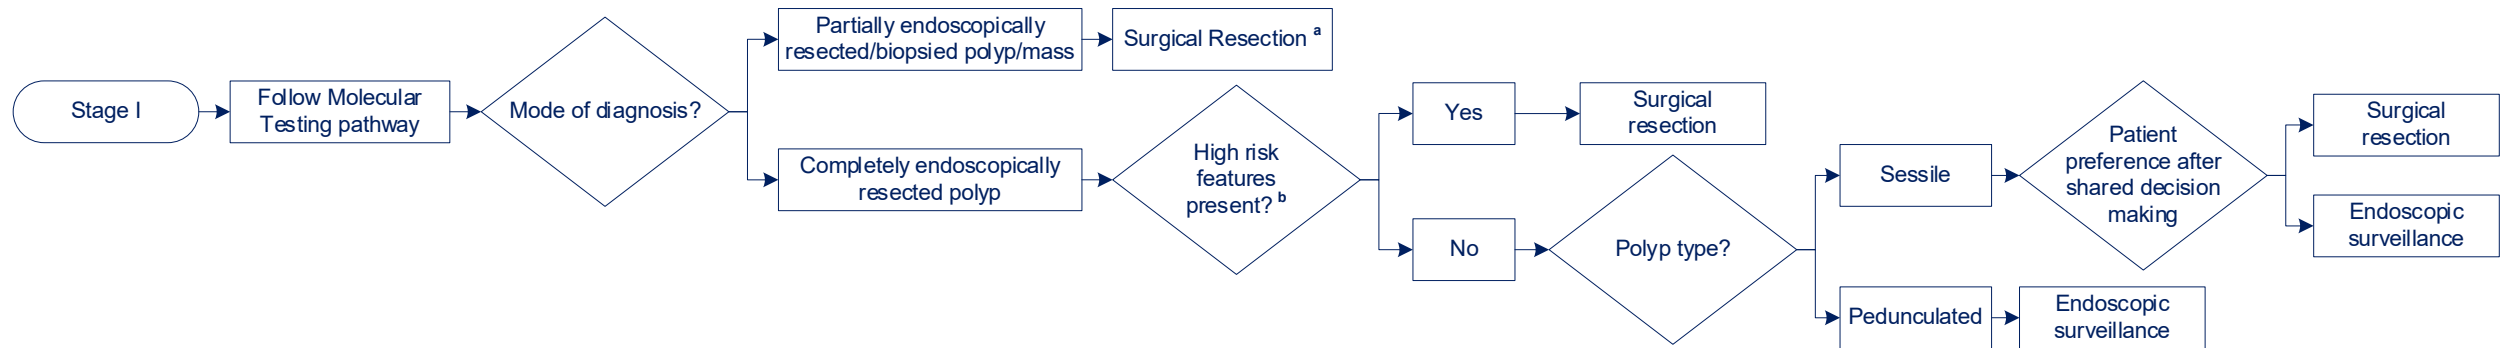 Stage I
Follow Molecular
Testing pathway
Mode of diagnosis?
Partially endoscopically
resected/biopsied polyp/mass
Surgical Resection a
Completely endoscopically
resected polyp
High risk
features
present? b
Yes
Surgical
resection
No
Polyp type?
Sessile
Patient
preference after
shared decision
making
Surgical
resection
Endoscopic
surveillance
Pedunculated
Endoscopic
surveillance